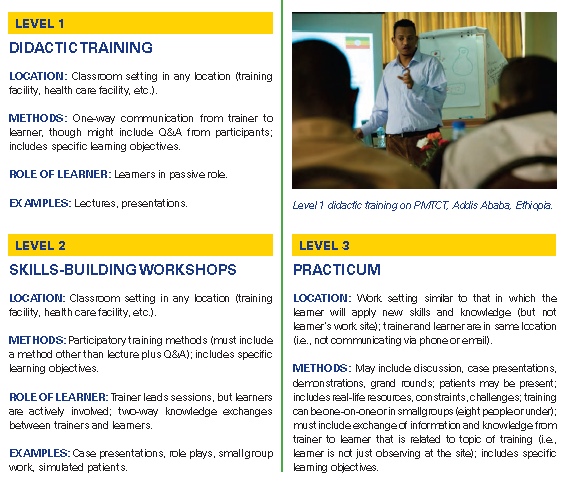 LEVEL 1
DIDACTIC TRAINING
LOCATION: Classroom setting in any location (training
facility, health care facility, etc.).
METHODS: One-way communication from trainer to
learner, though might include Q&A from participants;
includes specific learning objectives.
ROLE OF LEARNER: Learners in passive role.
EXAMPLES: Lectures, presentations.
Level 1 didactic training on PMTCT, Addis Ababa, Ethiopia.
LEVEL 2
SKILLS-BUILDING WORKSHOPS
LOCATION: Classroom setting in any location (training
facility, health care facility, etc.).
METHODS: Participatory training methods (must include
a method other than lecture plus Q&A); includes specific
learning objectives.
ROLE OF LEARNER: Trainer leads sessions, but learners
are actively involved; two-way knowledge exchanges
between trainers and learners.
EXAMPLES: Case presentations, role plays, small group
work, simulated patients.
LEVEL 3
PRACTICUM
LOCATION: Work setting similar to that in which the
learner will apply new skills and knowledge (but not
learner's work site); trainer and learner are in same location
(i.e., not communicating via phone or email).
METHODS: May include discussion, case presentations,
demonstrations, grand rounds; patients may be present;
includes real-life resources, constraints, challenges; training
can be one-on-one or in small groups (eight people or under);
must include exchange of information and knowledge from
trainer to learner that is related to topic of training (i.e.,
learner is not just observing at the site); includes specific
learning objectives.